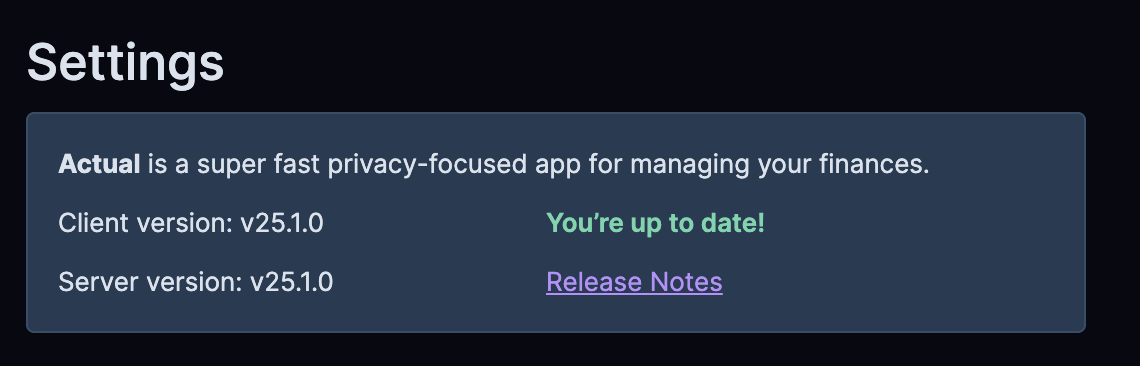 Settings
Actual is a super fast privacy-focused app for managing your finances.
Client version: v25.1.0
You’re up to date!
Server version: v25.1.0
Release Notes